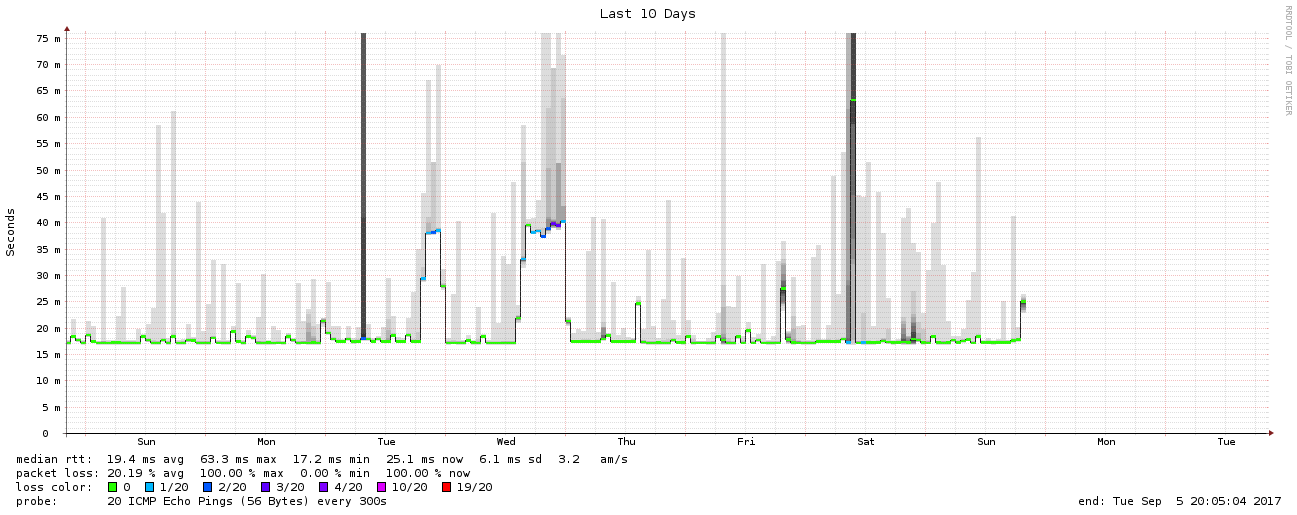 Last 10 Days
RRDTOOL / TOBI OETIKER
Seconds
75 m
70 m
65 m
60 m
55 m
50 m
45 m
40 m
35 m
30 m
25 m
20 m
15 m
10 m
5 m
0
Sun Mon Tue Wed Thu Fri Sat Sun Mon Tue
median rtt: 19.4 ms avg 63.3 ms max 17.2 ms min 25.1 ms now 6.1 ms sd 3.2 am/s
packet loss: 20.19 % avg 100.00 % max 0.00 % min 100.00 % now
loss color: 0 1/20 2/20 3/20 4/20 10/20 19/20
probe: 20 ICMP Echo Pings (56 Bytes) every 300s end: Tue Sep 5 20:05:04 2017